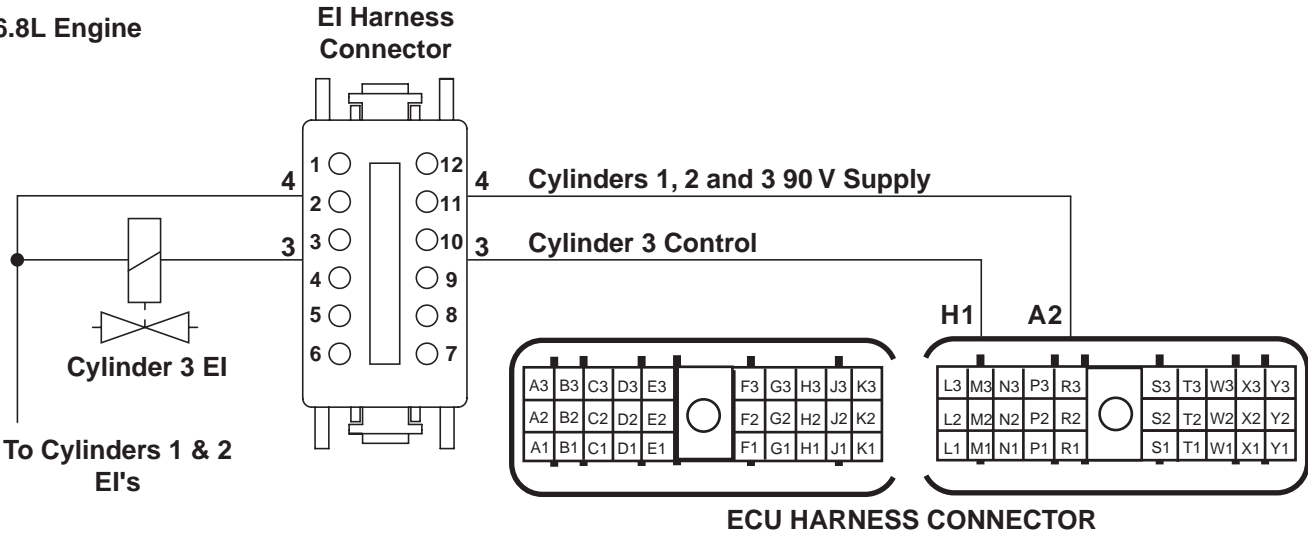 6.8L Engine
EI Harness
Connector
1 12
4 4 Cylinders 1, 2 and 3 90 V Supply
2 11
3 3 10 3 Cylinder 3 Control
4 9
5 8
6 7
H1 A2
Cylinder 3 EI
To Cylinders 1 & 2
EI's
A3 B3 C3 D3 E3 F3 G3 H3 J3 K3
A2 B2 C2 D2 E2 F2 G2 H2 J2 K2
A1 B1 C1 D1 E1 F1 G1 H1 J1 K1
L3 M3 N3 P3 R3 S3 T3 W3 X3 Y3
L2 M2 N2 P2 R2 S2 T2 W2 X2 Y2
L1 M1 N1 P1 R1 S1 T1 W1 X1 Y1
ECU HARNESS CONNECTOR